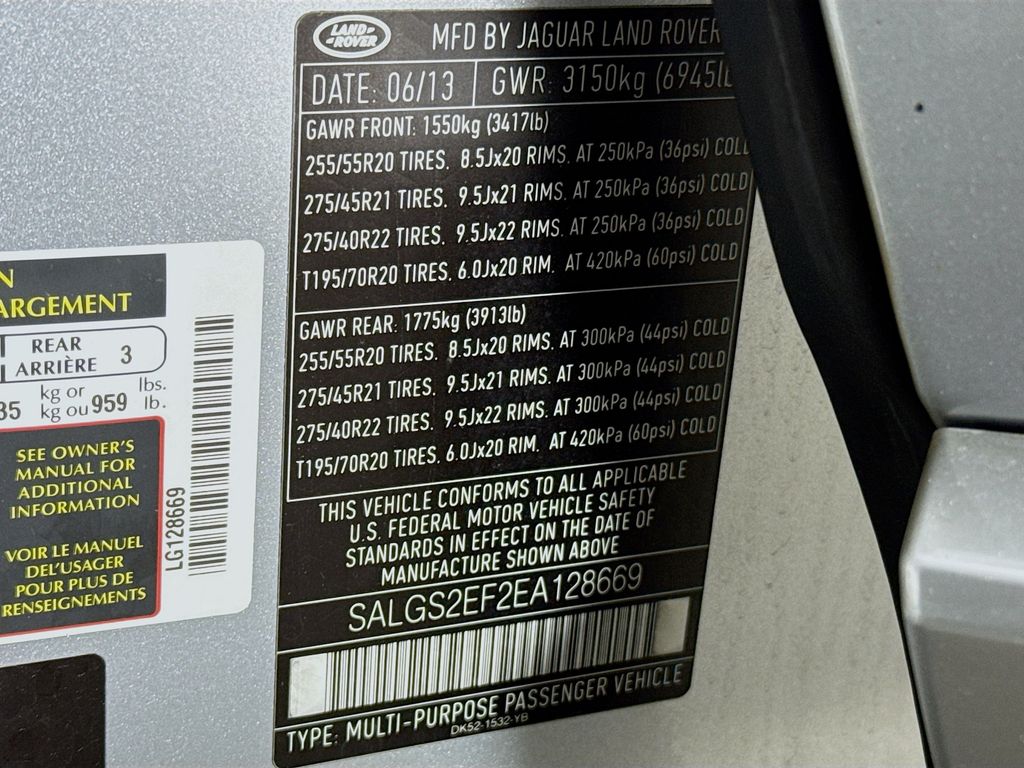 LAND-
-ROVER
MFD BY JAGUAR LAND ROVER
DATE: 06/13 GWR: 3150kg (6945lb
GAWR FRONT: 1550kg (3417lb)
255/55R20 TIRES. 8.5Jx20 RIMS. AT 250kPa (36psi) COLD
275/45R21 TIRES. 9.5Jx21 RIMS. AT 250kPa (36psi) COLD
275/40R22 TIRES. 9.5Jx22 RIMS. AT 250kPa (36psi) COLD
T195/70R20 TIRES. 6.0Jx20 RIM. AT 420kPa (60psi) COLD
GAWR REAR: 1775kg (3913lb)
255/55R20 TIRES. 8.5Jx20 RIMS. AT 300kPa (44psi) COLD
275/45R21 TIRES. 9.5Jx21 RIMS. AT 300kPa (44psi) COLD
275/40R22 TIRES. 9.5Jx22 RIMS. AT 300kPa (44psi) COLD
T195/70R20 TIRES. 6.0Jx20 RIM. AT 420kPa (60psi) COLD
THIS VEHICLE CONFORMS TO ALL APPLICABLE
U.S. FEDERAL MOTOR VEHICLE SAFETY
STANDARDS IN EFFECT ON THE DATE OF
MANUFACTURE SHOWN ABOVE
SALGS2EF2EA128669
TYPE: MULTI-PURPOSE PASSENGER VEHICLE
DK52-1532-YB
N
ARGEMENT
REAR
ARRIÈRE 3
35 kg or 959 lbs.
kg ou lb.
SEE OWNER'S
MANUAL FOR
ADDITIONAL
INFORMATION
VOIR LE MANUEL
DEL'USAGER
POUR PLUS DE
RENSEIGNEMENTS
LG128669